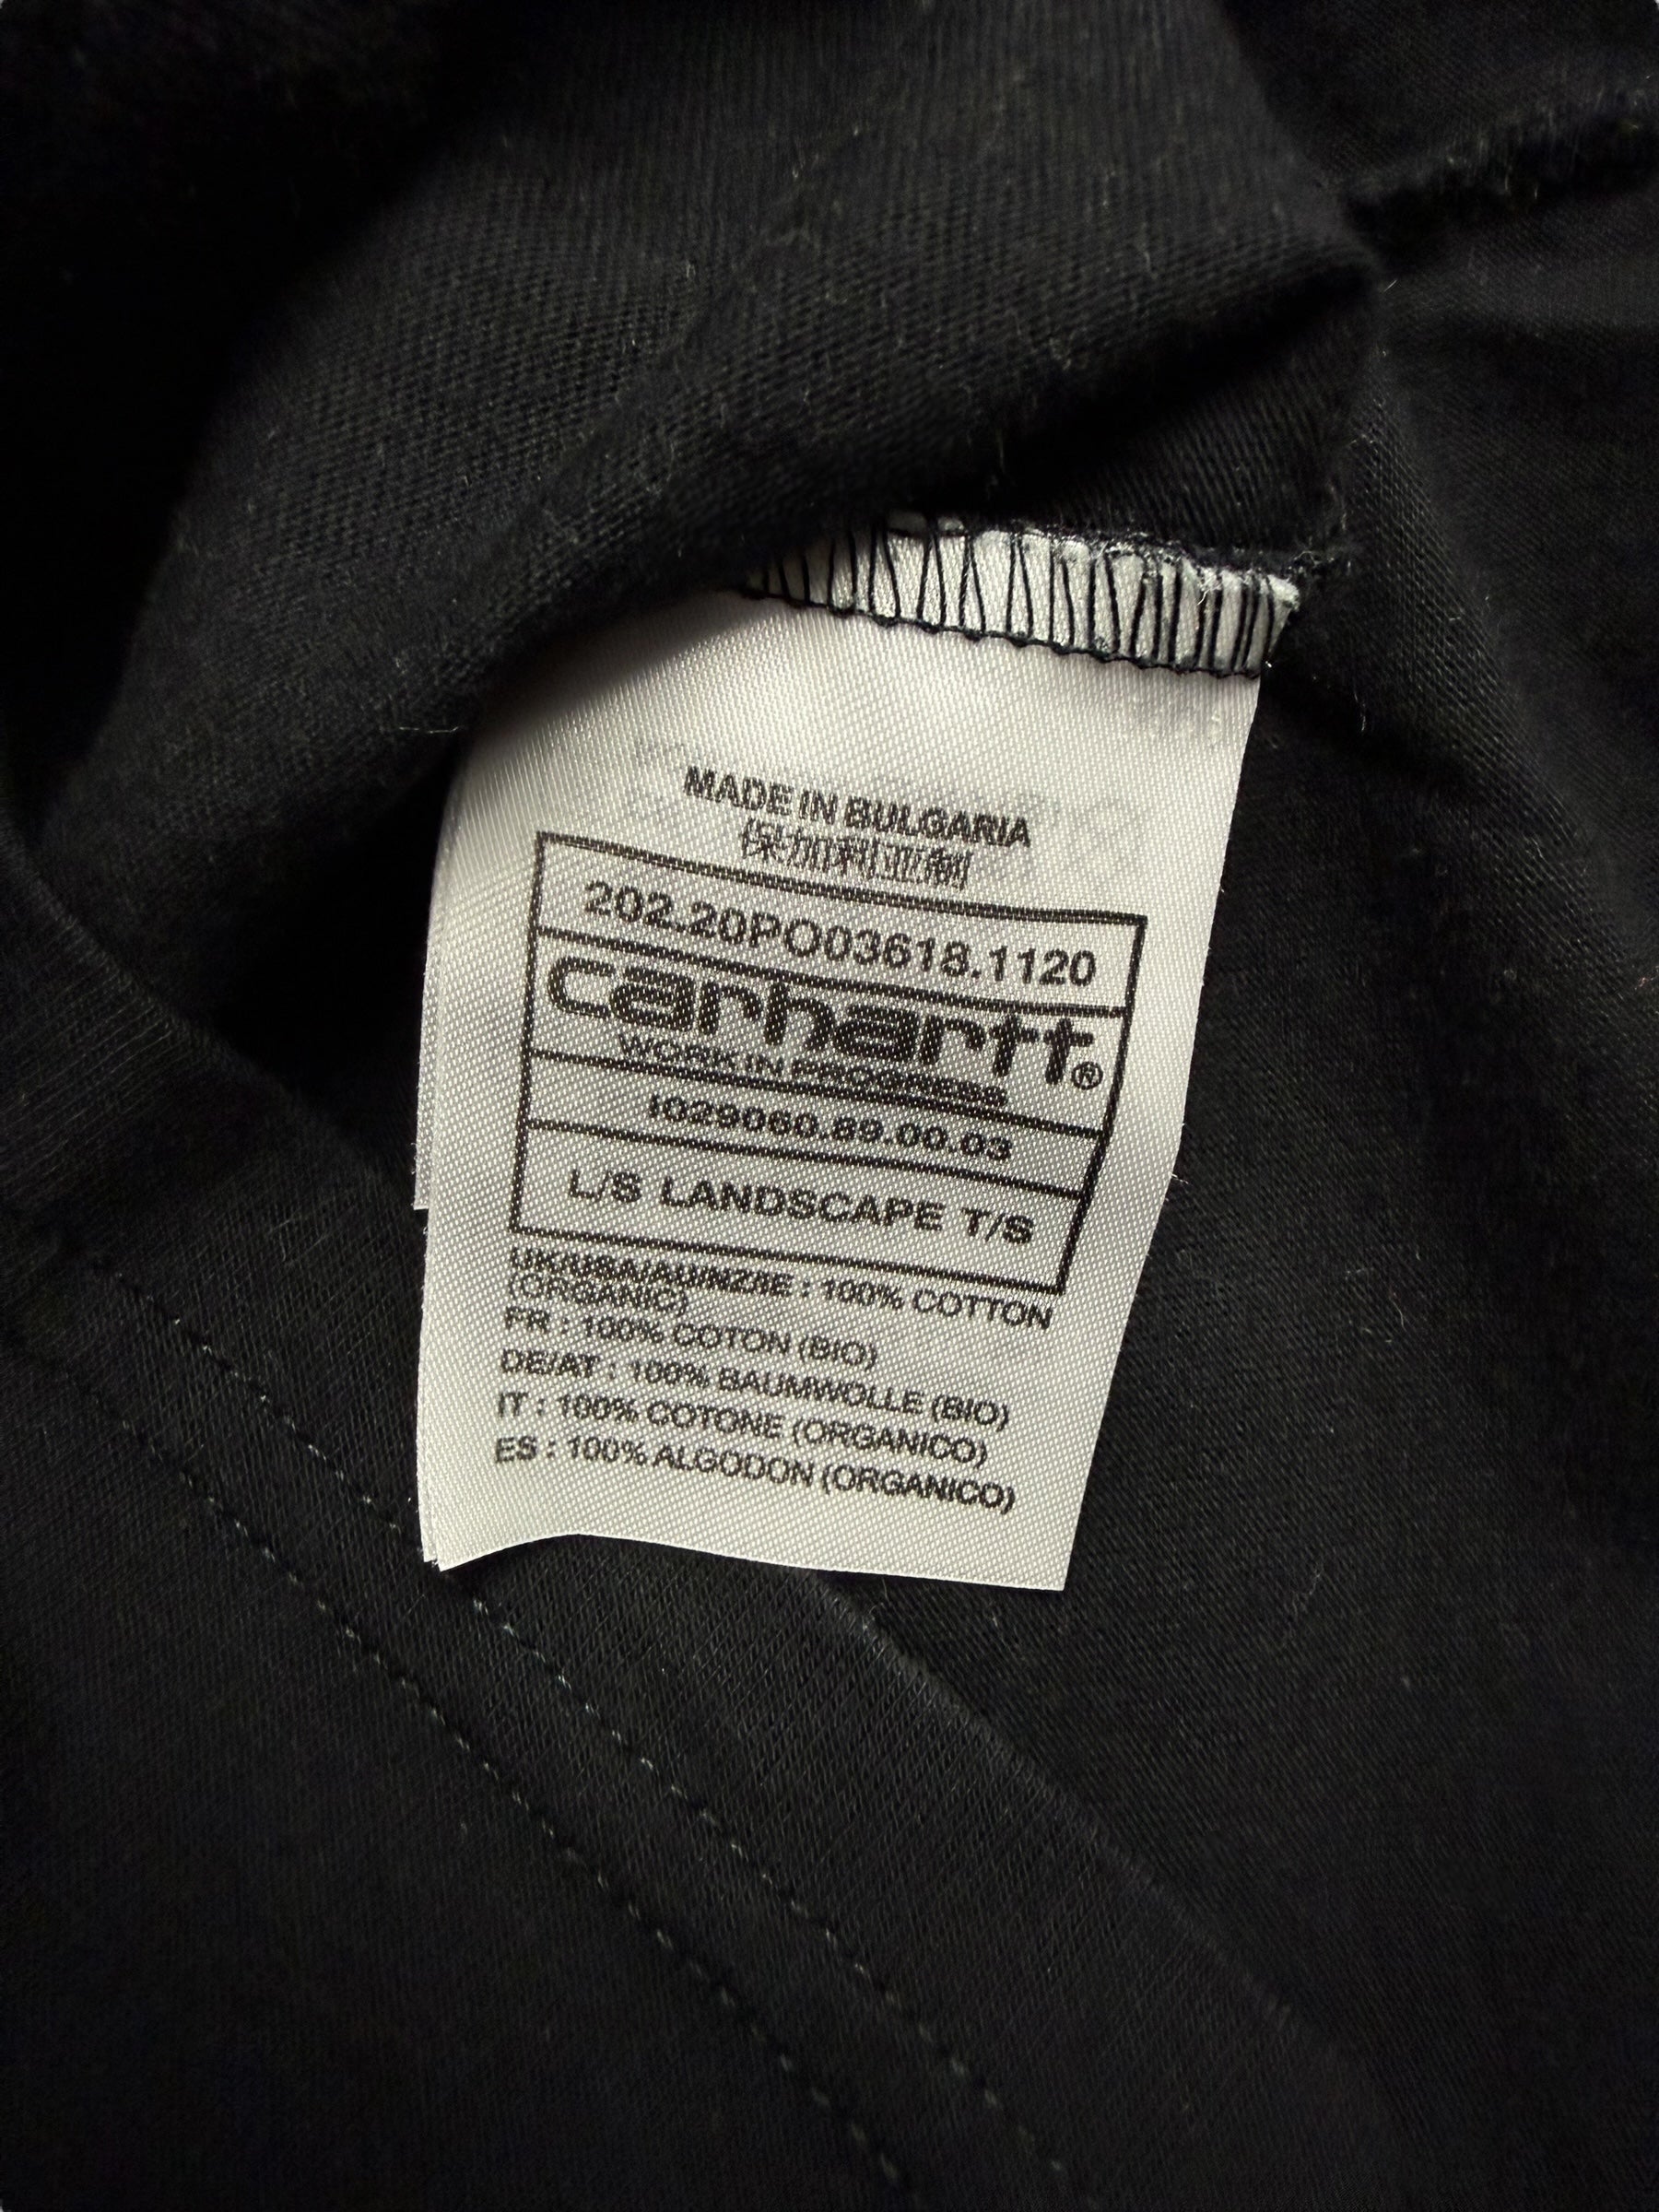 MADE IN BULGARIA
保加利亚制
202.20PO03618.1120
carhartt®
WORK IN PROGRESS
I029060.89.00.03
L/S LANDSCAPE T/S
UK/USA/AU/NZ/IE : 100% COTTON
(ORGANIC)
FR : 100% COTON (BIO)
DE/AT : 100% BAUMWOLLE (BIO)
IT : 100% COTONE (ORGANICO)
ES : 100% ALGODON (ORGANICO)